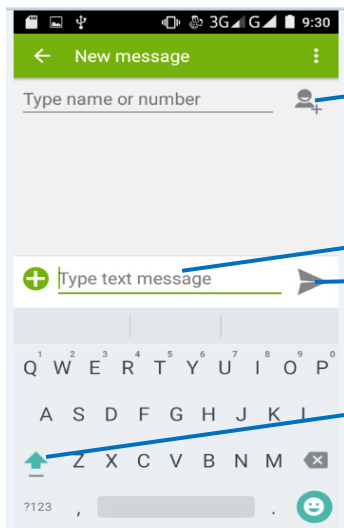 3G G 9:30
New message
Type name or number
Type text message
1 2 3 4 5 6 7 8 9 0
Q W E R T Y U I O P
A S D F G H J K L
Z X C V B N M
?123 , .